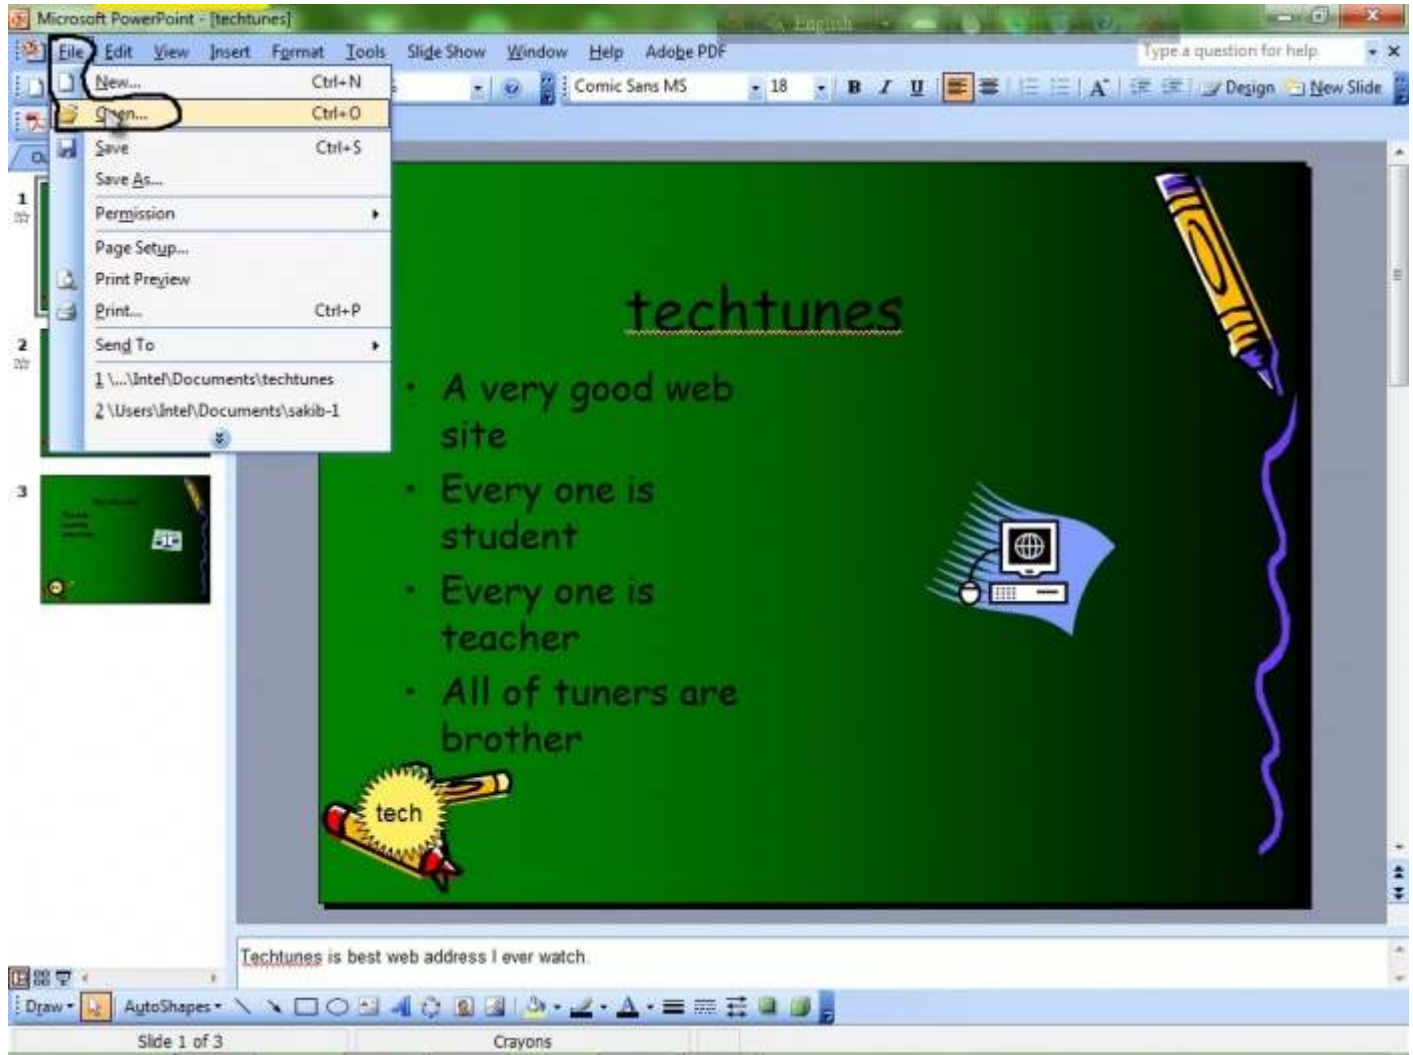 Microsoft PowerPoint - [techtunes]
English
File Edit View Insert Format Tools Slide Show Window Help Adobe PDF
Type a question for help
New... Ctrl+N
Comic Sans MS 18 B I U A Design New Slide
Open... Ctrl+O
Save Ctrl+S
Save As...
Permission
Page Setup...
Print Preview
Print... Ctrl+P
Send To
1 \...\Intel\Documents\techtunes
2 \Users\Intel\Documents\sakib-1
1
2
3
techtunes
• A very good web
site
• Every one is
student
• Every one is
teacher
• All of tuners are
brother
tech
Techtunes is best web address I ever watch.
Draw AutoShapes A
Slide 1 of 3 Crayons